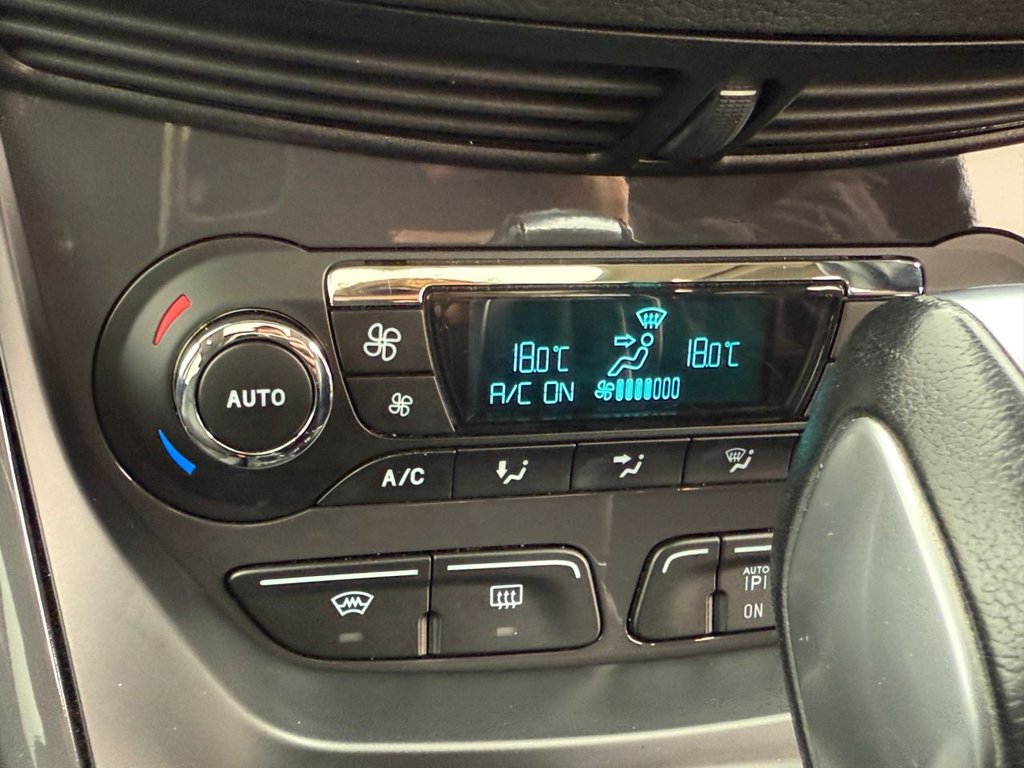 18.0°C 18.0°C
A/C ON
AUTO
A/C
AUTO
|P|
ON